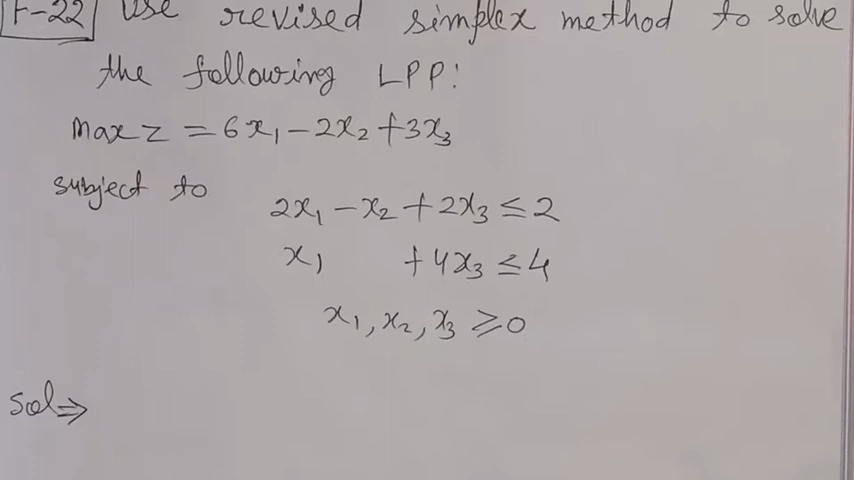 F-22 Use revised simplex method to solve
the following LPP:
Max Z = 6x₁ - 2x₂ + 3x₃
subject to
2x₁ - x₂ + 2x₃ ≤ 2
x₁ + 4x₃ ≤ 4
x₁, x₂, x₃ ≥ 0
Sol ⇒